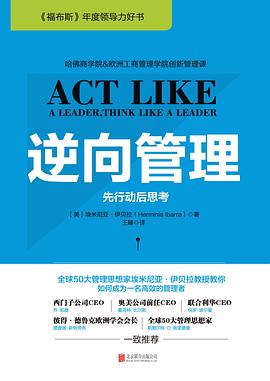 《福布斯》年度领导力好书
哈佛商学院&欧洲工商管理学院创新管理课
ACT LIKE
A LEADER,THINK LIKE A LEADER
逆向管理
先行动后思考
［美］埃米尼亚·伊贝拉（Herminia Ibarra）著
王臻◎译
全球50大管理思想家埃米尼亚·伊贝拉教授教你
如何成为一名高效的管理者
西门子公司CEO 奥美公司前任CEO 联合利华CEO
彼得·德鲁克欧洲学会会长 全球50大管理思想家
一致推荐
北京联合出版公司